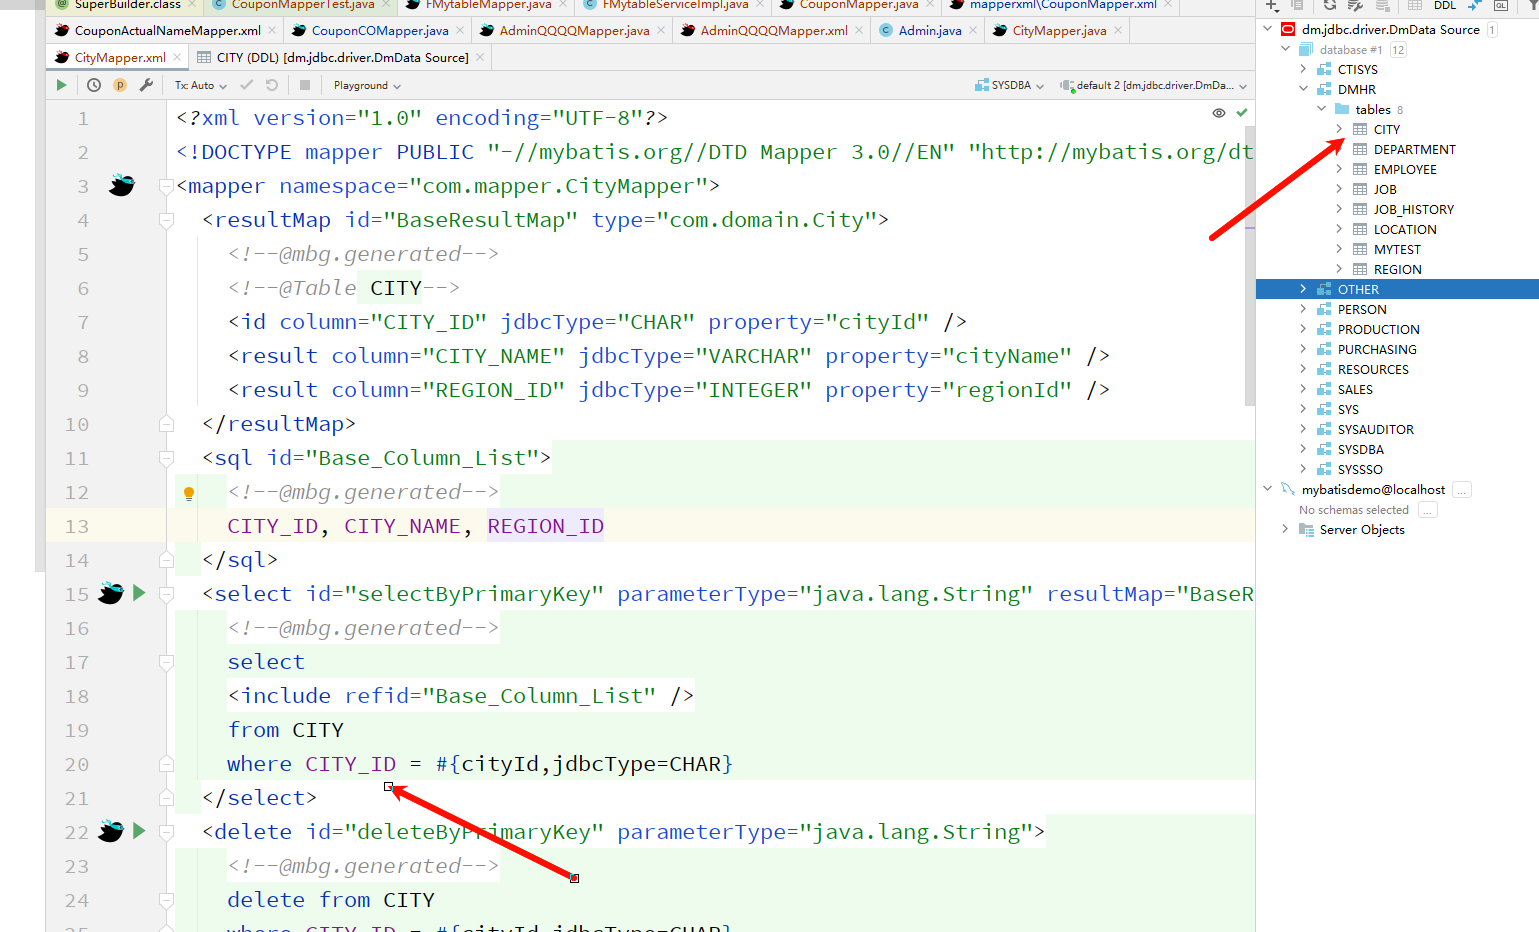 SuperBuilder.class
CouponMapperTest.java
FMytableMapper.java
FMytableServiceImpl.java
CouponMapper.java
mapperxml\CouponMapper.xml
CouponActualNameMapper.xml
CouponCOMapper.java
AdminQQQQMapper.java
AdminQQQQMapper.xml
Admin.java
CityMapper.java
CityMapper.xml
CITY (DDL) [dm.jdbc.driver.DmData Source]
Tx: Auto
Playground
SYSDBA
default 2 [dm.jdbc.driver.DmDa...
1 <?xml version="1.0" encoding="UTF-8"?>
2 <!DOCTYPE mapper PUBLIC "-//mybatis.org//DTD Mapper 3.0//EN" "http://mybatis.org/dt
3 <mapper namespace="com.mapper.CityMapper">
4 <resultMap id="BaseResultMap" type="com.domain.City">
5 <!--@mbg.generated-->
6 <!--@Table CITY-->
7 <id column="CITY_ID" jdbcType="CHAR" property="cityId" />
8 <result column="CITY_NAME" jdbcType="VARCHAR" property="cityName" />
9 <result column="REGION_ID" jdbcType="INTEGER" property="regionId" />
10 </resultMap>
11 <sql id="Base_Column_List">
12 <!--@mbg.generated-->
13 CITY_ID, CITY_NAME, REGION_ID
14 </sql>
15 <select id="selectByPrimaryKey" parameterType="java.lang.String" resultMap="BaseR
16 <!--@mbg.generated-->
17 select
18 <include refid="Base_Column_List" />
19 from CITY
20 where CITY_ID = #{cityId,jdbcType=CHAR}
21 </select>
22 <delete id="deleteByPrimaryKey" parameterType="java.lang.String">
23 <!--@mbg.generated-->
24 delete from CITY
25 where CITY_ID = #{cityId,jdbcType=CHAR}
DDL
QL
dm.jdbc.driver.DmData Source 1
database #1 12
CTISYS
DMHR
tables 8
CITY
DEPARTMENT
EMPLOYEE
JOB
JOB_HISTORY
LOCATION
MYTEST
REGION
OTHER
PERSON
PRODUCTION
PURCHASING
RESOURCES
SALES
SYS
SYSAUDITOR
SYSDBA
SYSSSO
mybatisdemo@localhost ...
No schemas selected ...
Server Objects